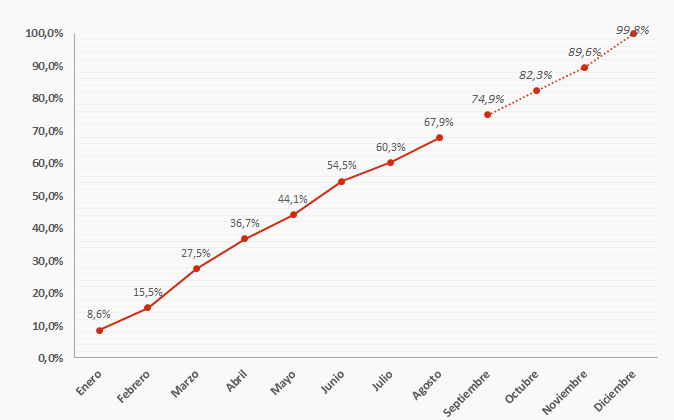 100,0%
90,0%
80,0%
70,0%
60,0%
50,0%
40,0%
30,0%
20,0%
10,0%
0,0%
8,6%
15,5%
27,5%
36,7%
44,1%
54,5%
60,3%
67,9%
74,9%
82,3%
89,6%
99,8%
Enero
Febrero
Marzo
Abril
Mayo
Junio
Julio
Agosto
Septiembre
Octubre
Noviembre
Diciembre